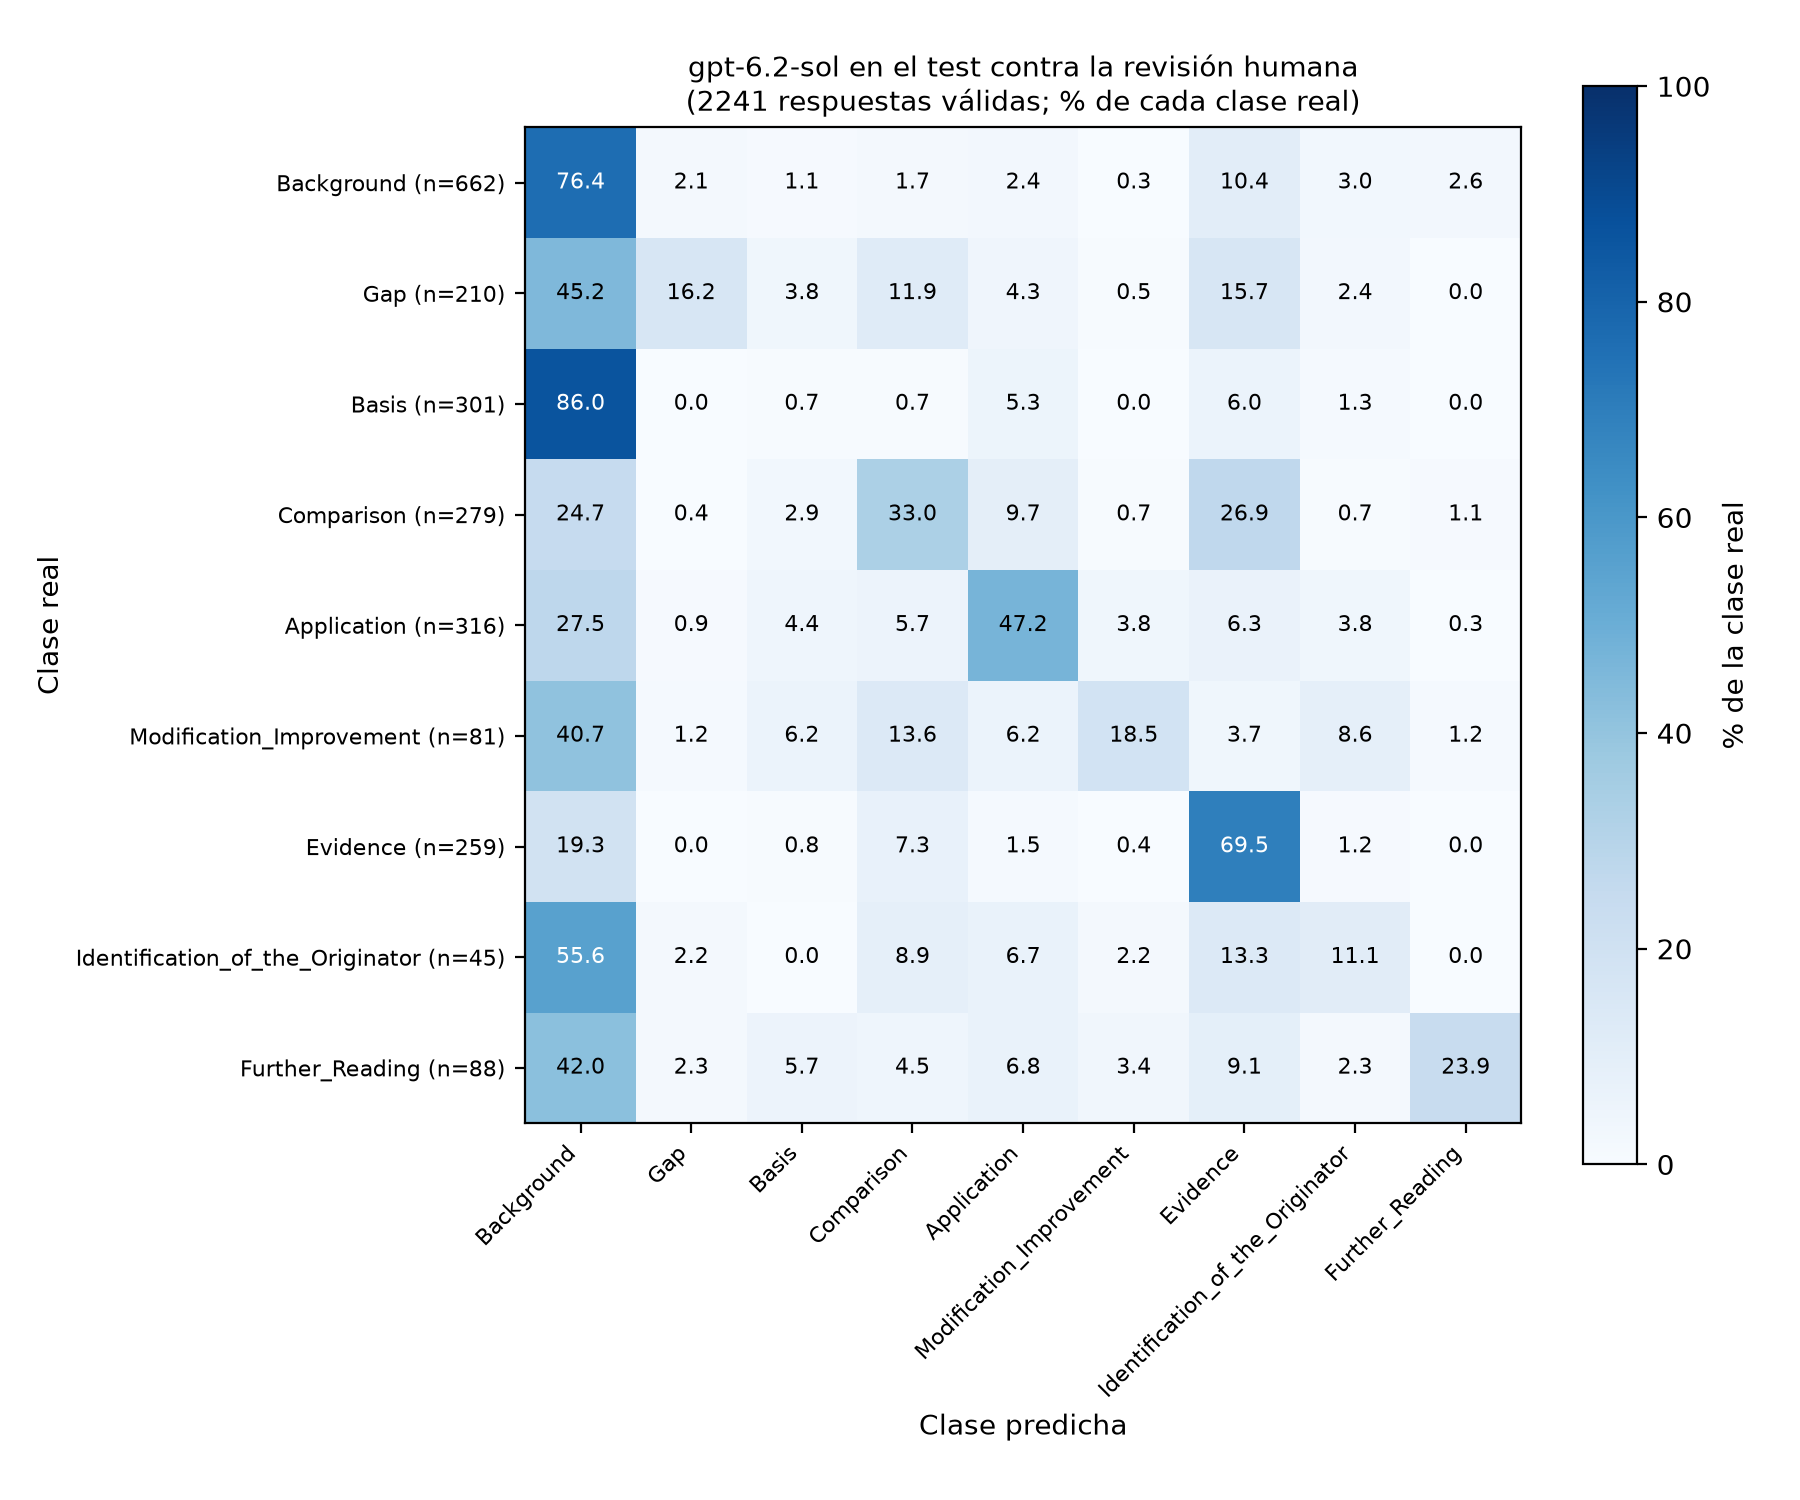 gpt-6.2-sol en el test contra la revisión humana
(2241 respuestas válidas; % de cada clase real)
Clase real
Background (n=662) 76.4 2.1 1.1 1.7 2.4 0.3 10.4 3.0 2.6
Gap (n=210) 45.2 16.2 3.8 11.9 4.3 0.5 15.7 2.4 0.0
Basis (n=301) 86.0 0.0 0.7 0.7 5.3 0.0 6.0 1.3 0.0
Comparison (n=279) 24.7 0.4 2.9 33.0 9.7 0.7 26.9 0.7 1.1
Application (n=316) 27.5 0.9 4.4 5.7 47.2 3.8 6.3 3.8 0.3
Modification_Improvement (n=81) 40.7 1.2 6.2 13.6 6.2 18.5 3.7 8.6 1.2
Evidence (n=259) 19.3 0.0 0.8 7.3 1.5 0.4 69.5 1.2 0.0
Identification_of_the_Originator (n=45) 55.6 2.2 0.0 8.9 6.7 2.2 13.3 11.1 0.0
Further_Reading (n=88) 42.0 2.3 5.7 4.5 6.8 3.4 9.1 2.3 23.9
Background
Gap
Basis
Comparison
Application
Modification_Improvement
Evidence
Identification_of_the_Originator
Further_Reading
Clase predicha
100
80
60
40
20
0
% de la clase real